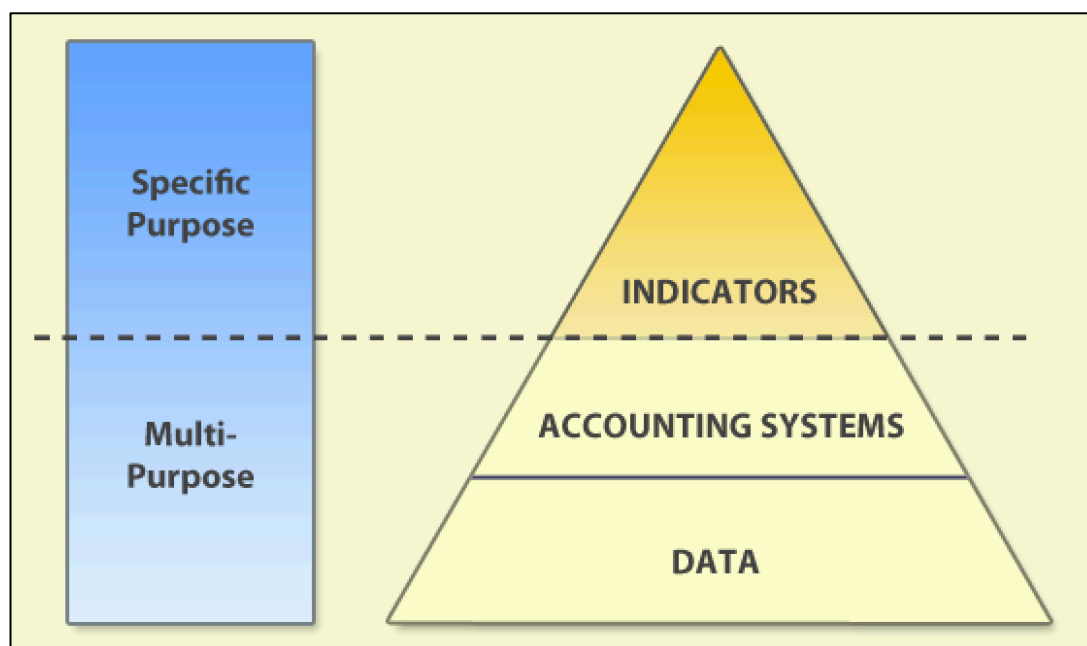 Specific
Purpose
Multi-
Purpose
INDICATORS
ACCOUNTING SYSTEMS
DATA